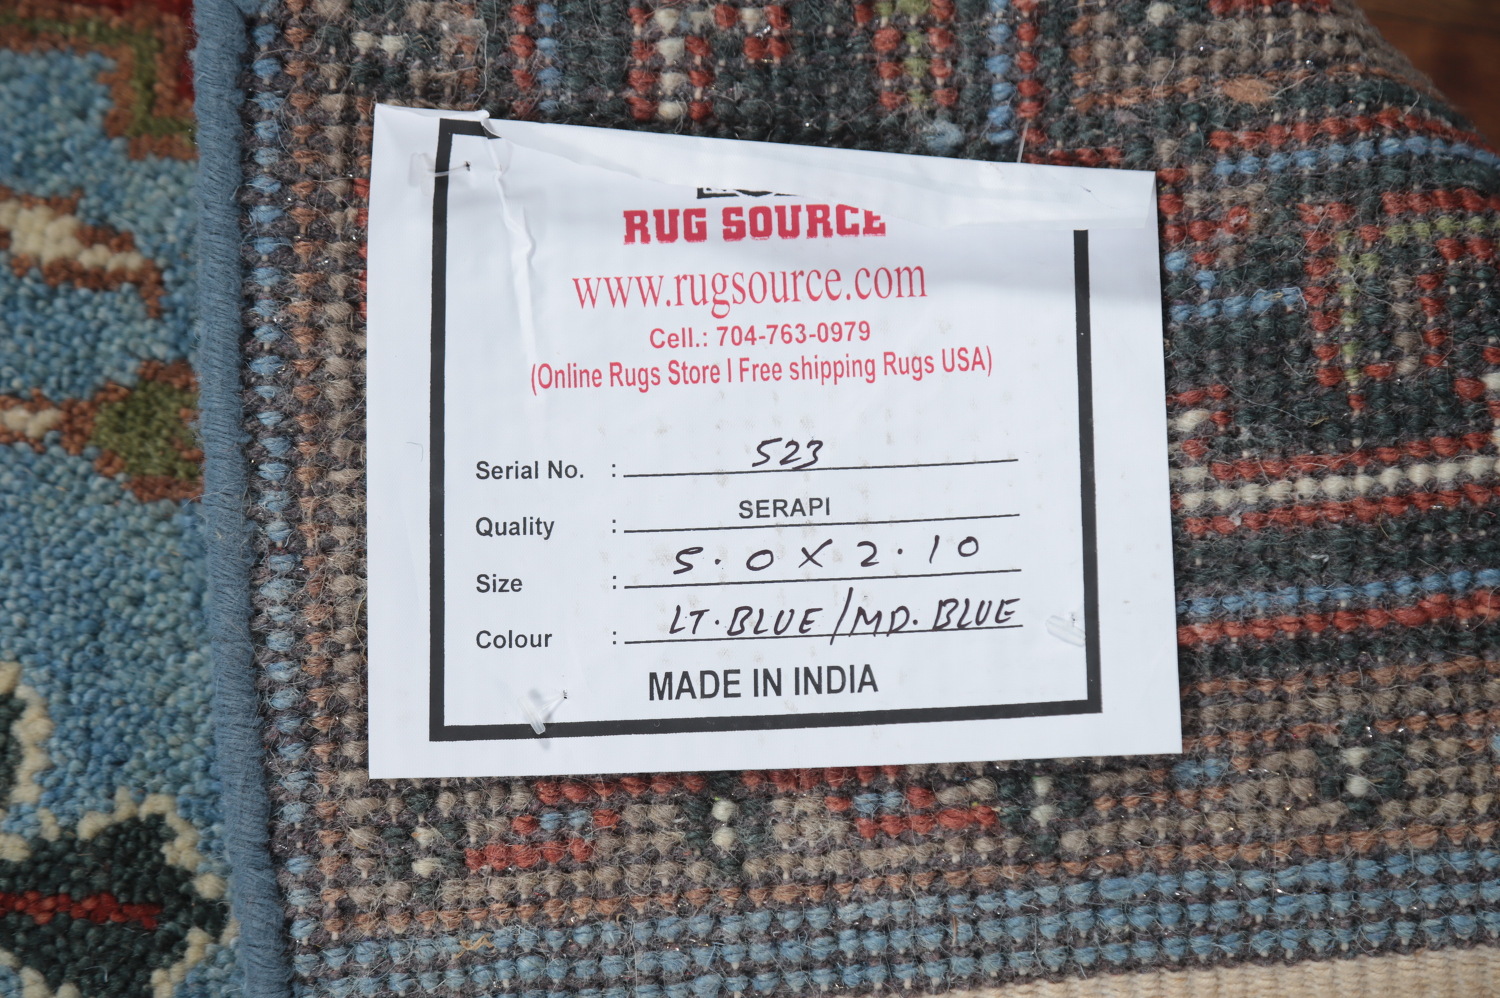 RUG SOURCE
www.rugsource.com
Cell.: 704-763-0979
(Online Rugs Store I Free shipping Rugs USA)
Serial No. : 523
Quality : SERAPI
Size : 5.0 X 2.10
Colour : LT. BLUE / MD. BLUE
MADE IN INDIA